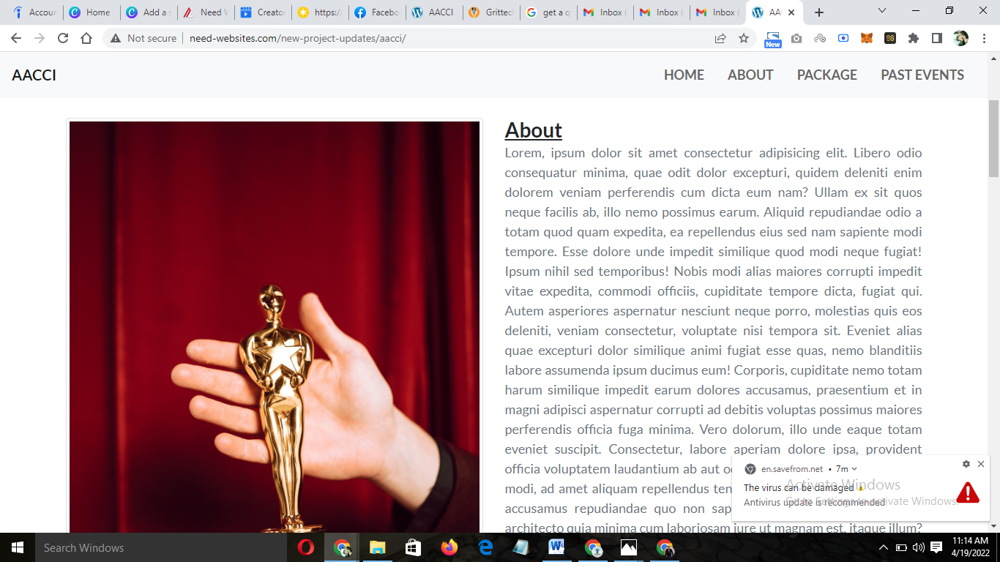 Accoun
Home
Add a s
Need W
Creator
https://
Facebo
AACCI
Grittech
get a q
Inbox (
Inbox (
Inbox (
AAC
Not secure
need-websites.com/new-project-updates/aacci/
New
98
AACCI
HOME
ABOUT
PACKAGE
PAST EVENTS
About
Lorem, ipsum dolor sit amet consectetur adipisicing elit. Libero odio
consequatur minima, quae odit dolor excepturi, quidem deleniti enim
dolorem veniam perferendis cum dicta eum nam? Ullam ex sit quos
neque facilis ab, illo nemo possimus earum. Aliquid repudiandae odio a
totam quod quam expedita, ea repellendus eius sed nam sapiente modi
tempore. Esse dolore unde impedit similique quod modi neque fugiat!
Ipsum nihil sed temporibus! Nobis modi alias maiores corrupti impedit
vitae expedita, commodi officiis, cupiditate tempore dicta, fugiat qui.
Autem asperiores aspernatur nesciunt neque porro, molestias quis eos
deleniti, veniam consectetur, voluptate nisi tempora sit. Eveniet alias
quae excepturi dolor similique animi fugiat esse quas, nemo blanditiis
labore assumenda ipsum ducimus eum! Corporis, cupiditate nemo totam
harum similique impedit earum dolores accusamus, praesentium et in
magni adipisci aspernatur corrupti ad debitis voluptas possimus maiores
perferendis officia fuga minima. Vero dolorum, illo unde eaque totam
eveniet suscipit. Consectetur, labore aperiam dolore ipsa, provident
officia voluptatem laudantium ab aut
modi, ad amet aliquam repellendus
accusamus repudiandae quo non
architecto quia minima cum laboriosam iure ut magnam est, itaque illum?
en.savefrom.net • 7m
The virus can be damaged
Antivirus update is recommended
Activate Windows
Go to Settings to activate Windows.
Search Windows
11:14 AM
4/19/2022